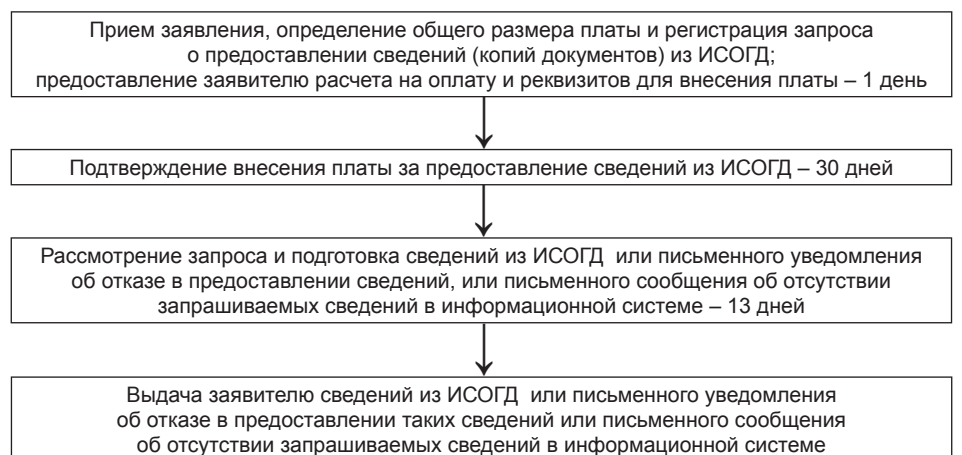 Прием заявления, определение общего размера платы и регистрация запроса
о предоставлении сведений (копий документов) из ИСОГД;
предоставление заявителю расчета на оплату и реквизитов для внесения платы – 1 день
Подтверждение внесения платы за предоставление сведений из ИСОГД – 30 дней
Рассмотрение запроса и подготовка сведений из ИСОГД или письменного уведомления
об отказе в предоставлении сведений, или письменного сообщения об отсутствии
запрашиваемых сведений в информационной системе – 13 дней
Выдача заявителю сведений из ИСОГД или письменного уведомления
об отказе в предоставлении таких сведений или письменного сообщения
об отсутствии запрашиваемых сведений в информационной системе